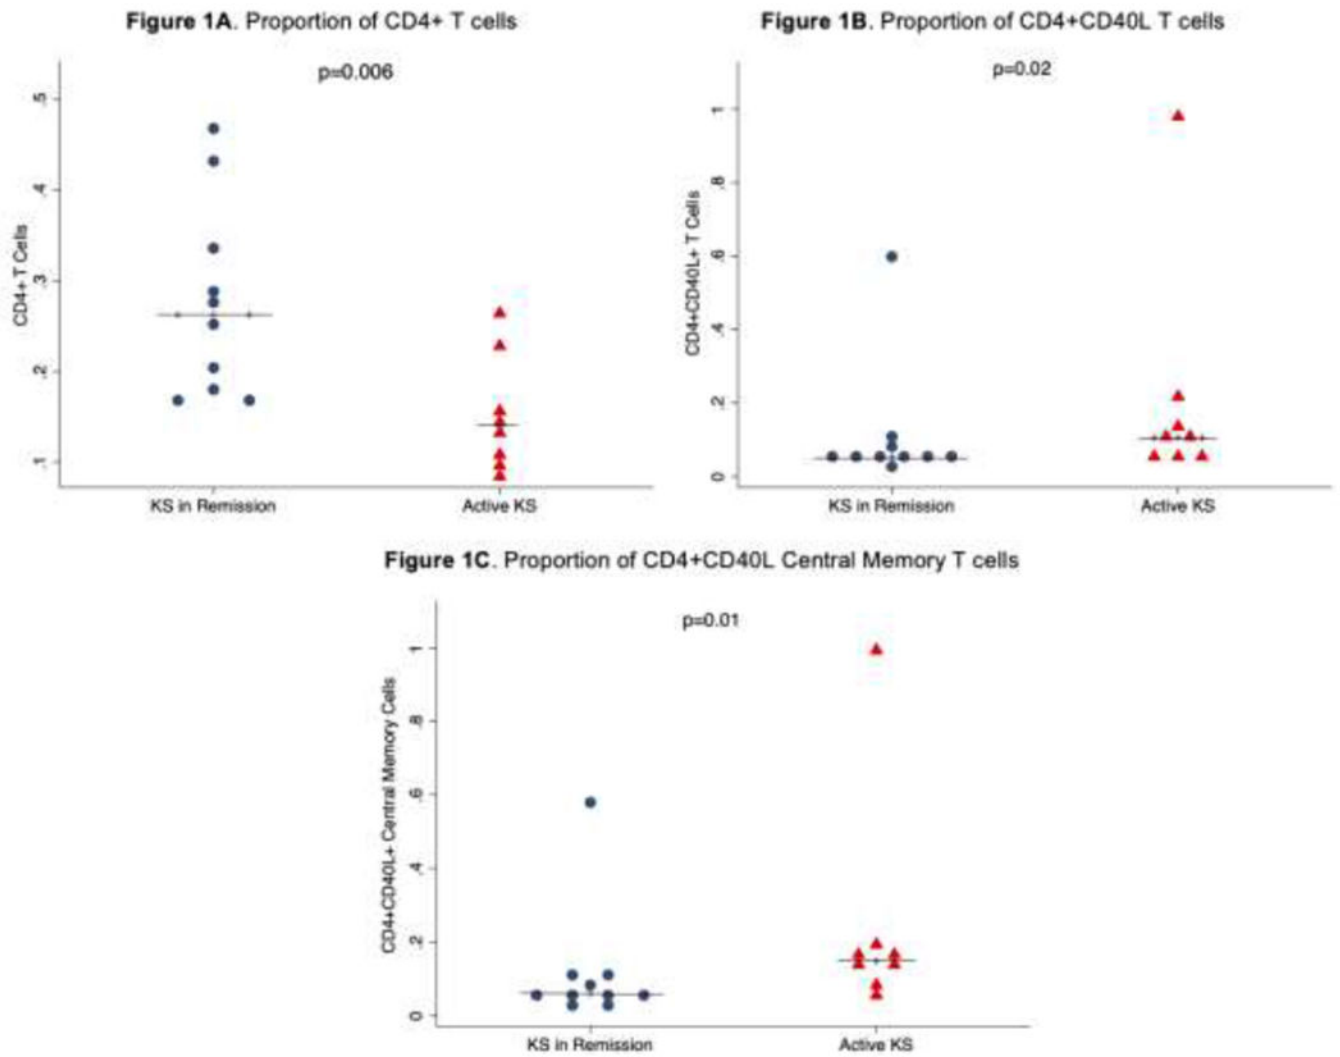 Figure 1A. Proportion of CD4+ T cells
p=0.006
CD4+ T Cells
.5
.4
.3
.2
.1
KS in Remission
Active KS
Figure 1B. Proportion of CD4+CD40L T cells
p=0.02
CD4+CD40L+ T Cells
1
.8
.6
.4
.2
0
KS in Remission
Active KS
Figure 1C. Proportion of CD4+CD40L Central Memory T cells
p=0.01
CD4+CD40L+ Central Memory Cells
1
.8
.6
.4
.2
0
KS in Remission
Active KS